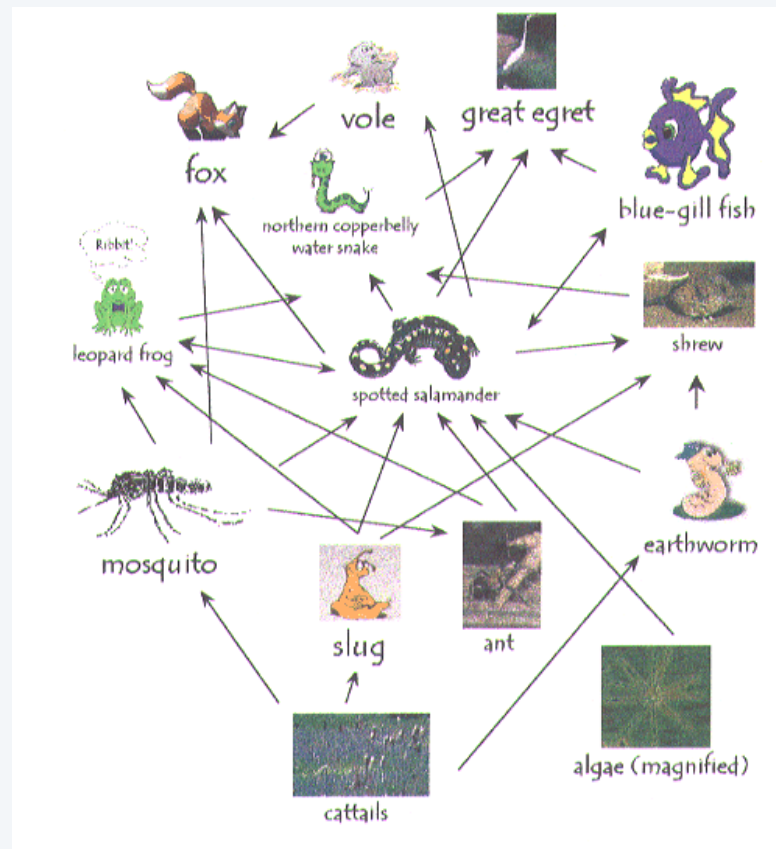 vole
great egret
fox
blue-gill fish
northern copperbelly
water snake
Ribbit!
leopard frog
shrew
spotted salamander
mosquito
earthworm
slug
ant
algae (magnified)
cattails